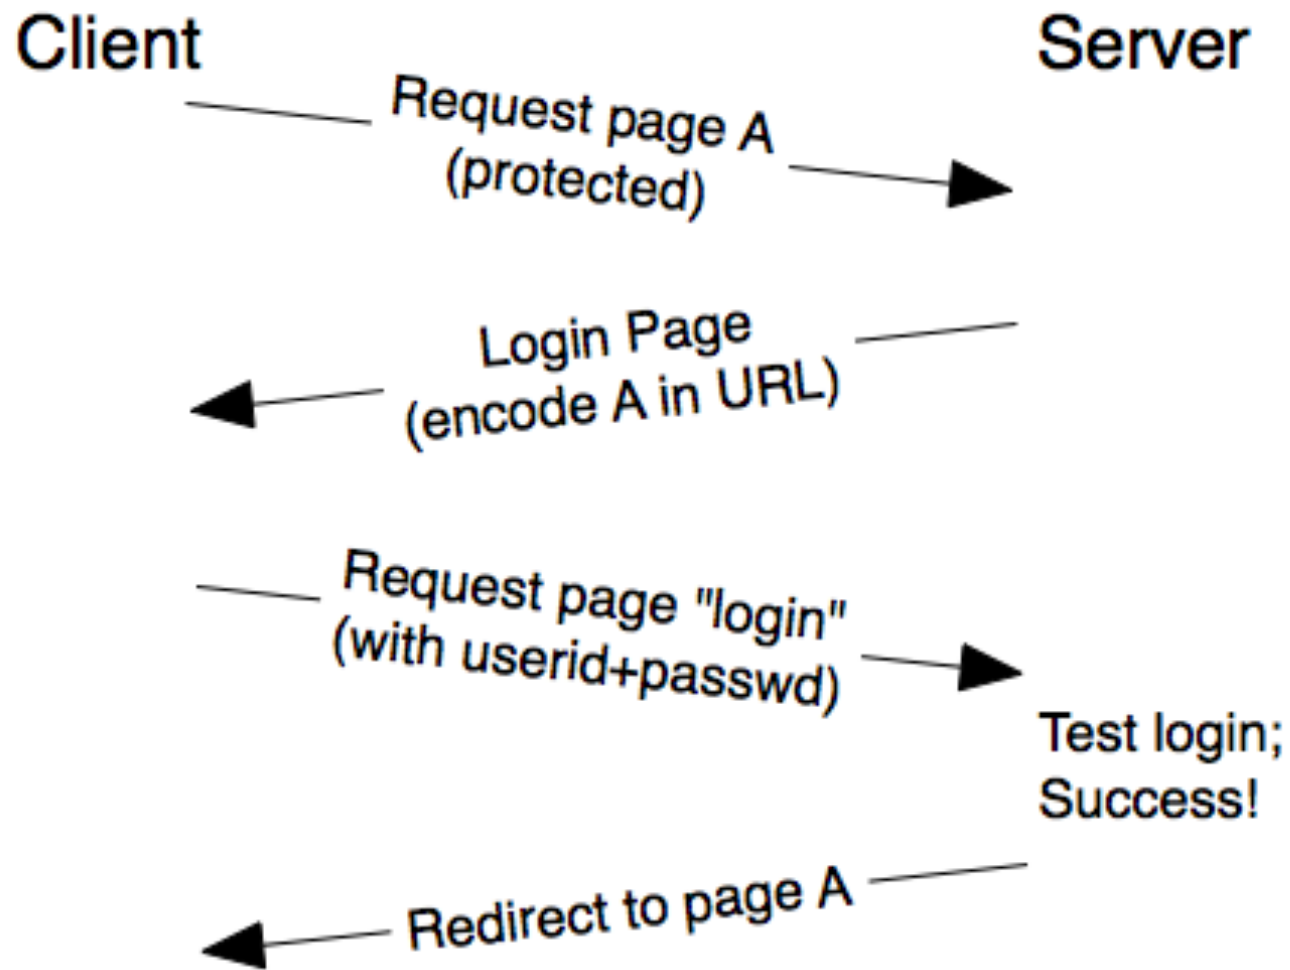 Client
Server
Request page A
(protected)
Login Page
(encode A in URL)
Request page "login"
(with userid+passwd)
Test login;
Success!
Redirect to page A